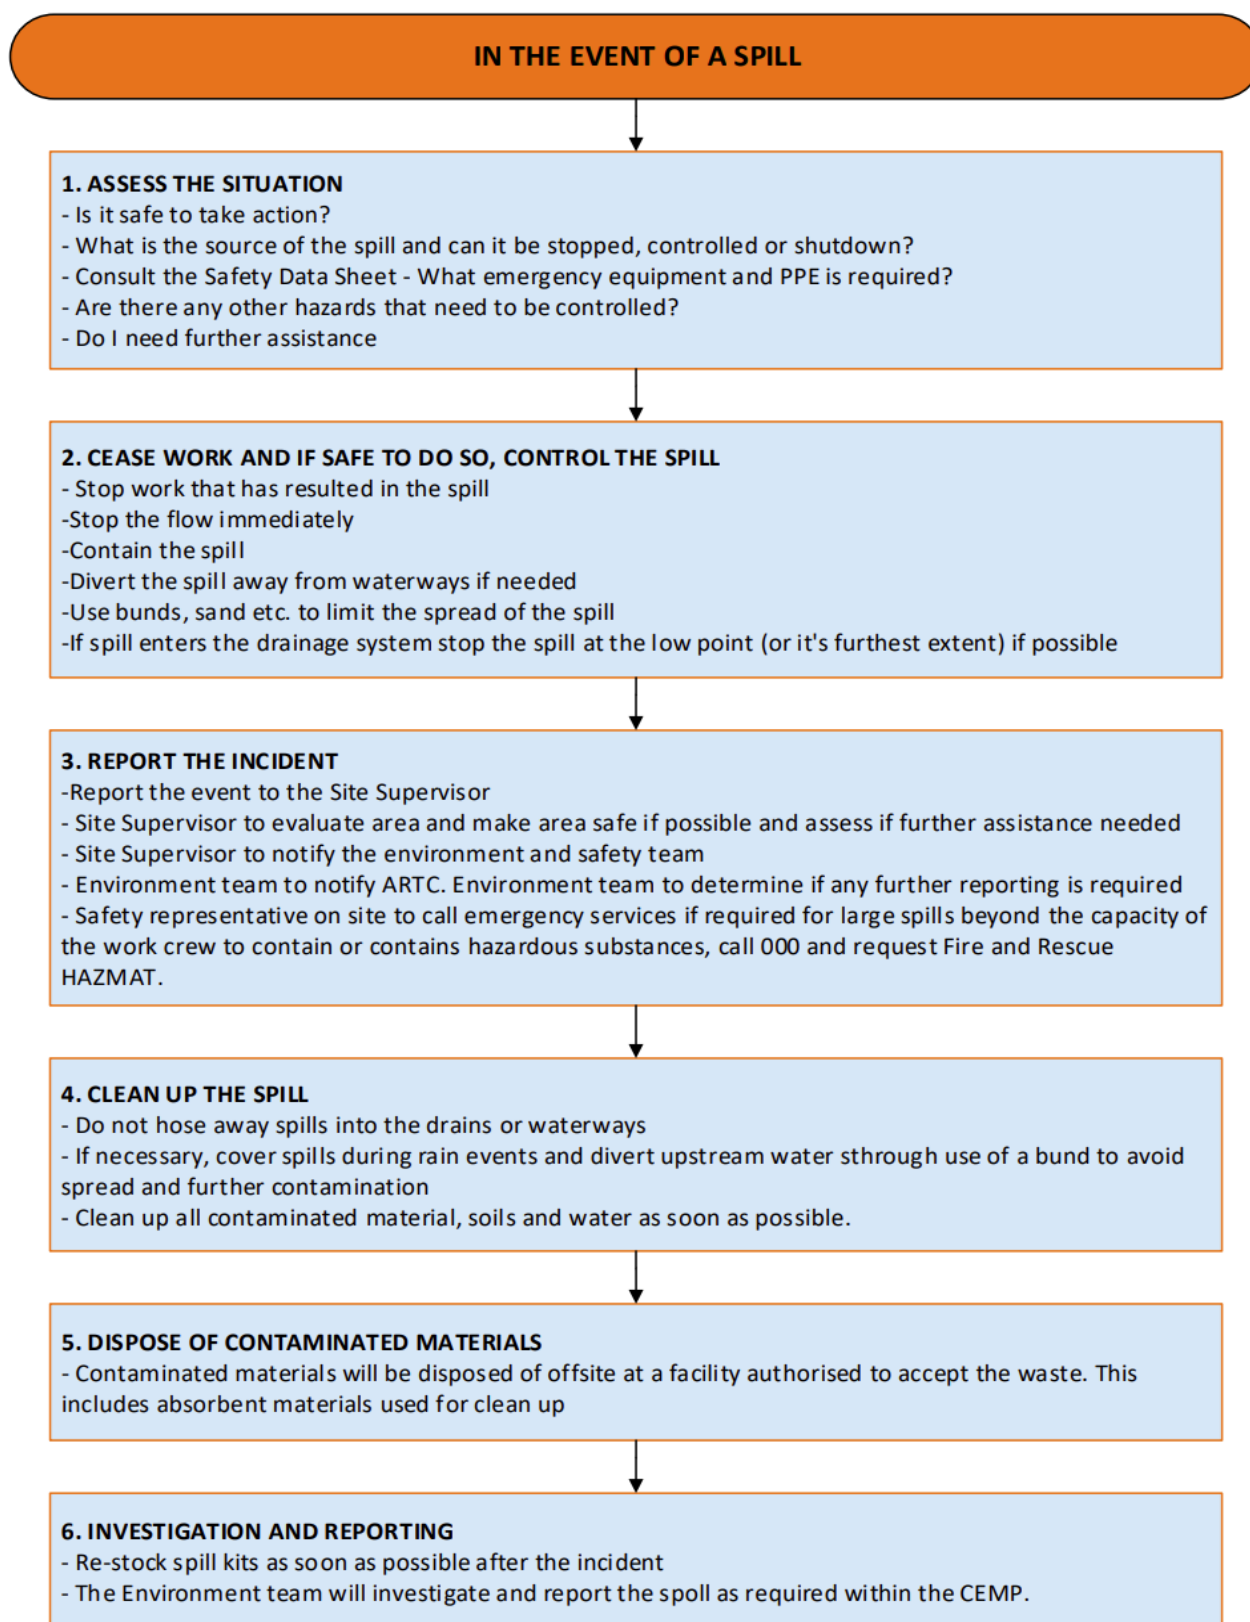 IN THE EVENT OF A SPILL
1. ASSESS THE SITUATION
- Is it safe to take action?
- What is the source of the spill and can it be stopped, controlled or shutdown?
- Consult the Safety Data Sheet - What emergency equipment and PPE is required?
- Are there any other hazards that need to be controlled?
- Do I need further assistance
2. CEASE WORK AND IF SAFE TO DO SO, CONTROL THE SPILL
- Stop work that has resulted in the spill
-Stop the flow immediately
-Contain the spill
-Divert the spill away from waterways if needed
-Use bunds, sand etc. to limit the spread of the spill
-If spill enters the drainage system stop the spill at the low point (or it's furthest extent) if possible
3. REPORT THE INCIDENT
-Report the event to the Site Supervisor
- Site Supervisor to evaluate area and make area safe if possible and assess if further assistance needed
- Site Supervisor to notify the environment and safety team
- Environment team to notify ARTC. Environment team to determine if any further reporting is required
- Safety representative on site to call emergency services if required for large spills beyond the capacity of
the work crew to contain or contains hazardous substances, call 000 and request Fire and Rescue
HAZMAT.
4. CLEAN UP THE SPILL
- Do not hose away spills into the drains or waterways
- If necessary, cover spills during rain events and divert upstream water sthrough use of a bund to avoid
spread and further contamination
- Clean up all contaminated material, soils and water as soon as possible.
5. DISPOSE OF CONTAMINATED MATERIALS
- Contaminated materials will be disposed of offsite at a facility authorised to accept the waste. This
includes absorbent materials used for clean up
6. INVESTIGATION AND REPORTING
- Re-stock spill kits as soon as possible after the incident
- The Environment team will investigate and report the spoll as required within the CEMP.